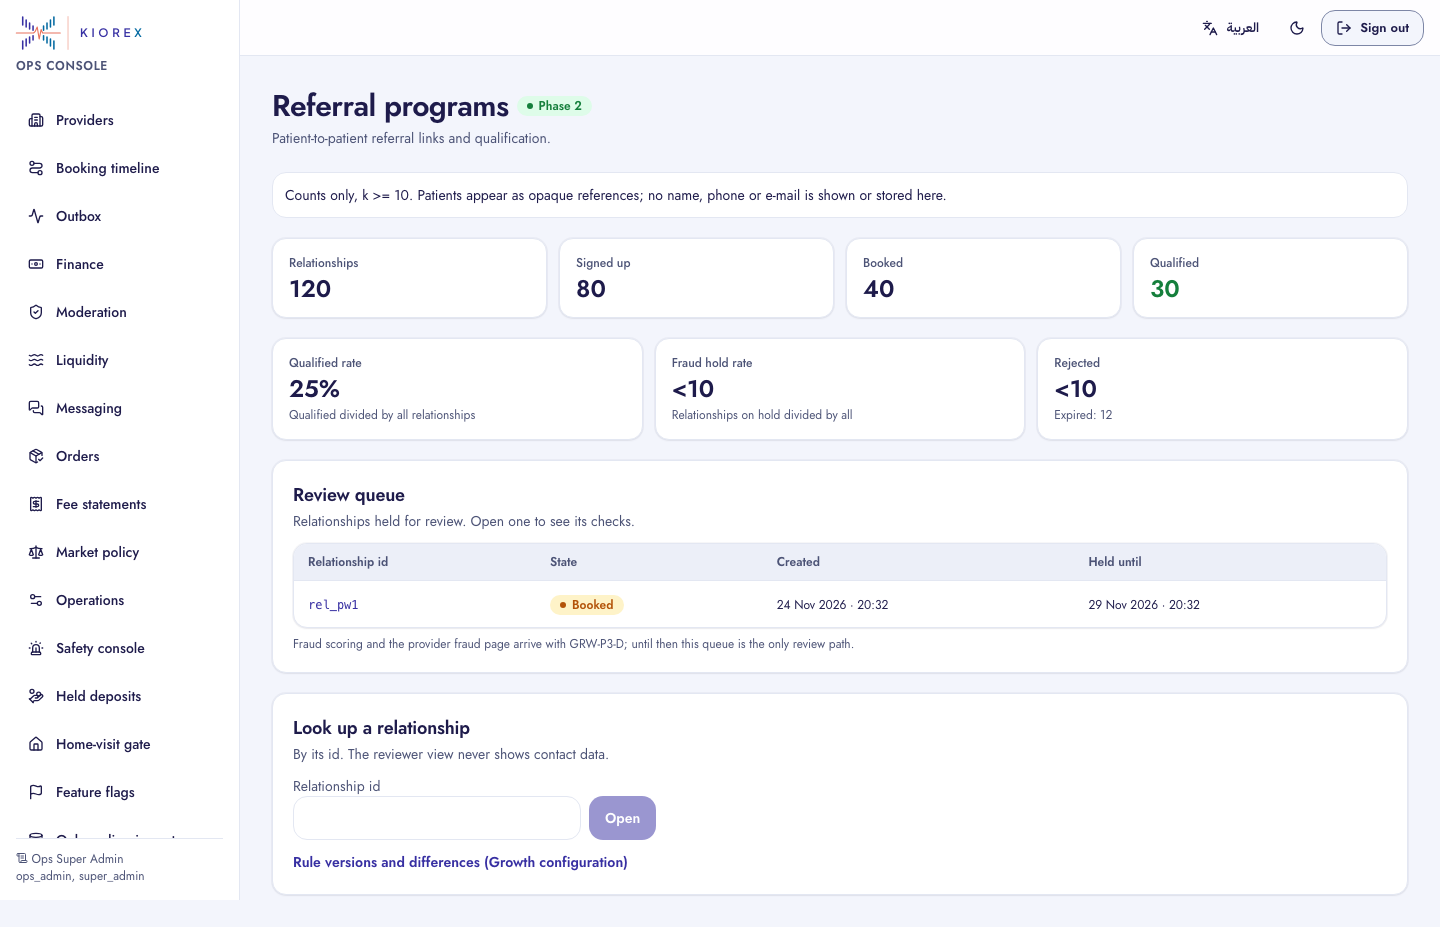 KIOREX
OPS CONSOLE
Providers
Booking timeline
Outbox
Finance
Moderation
Liquidity
Messaging
Orders
Fee statements
Market policy
Operations
Safety console
Held deposits
Home-visit gate
Feature flags
Ops Super Admin
ops_admin, super_admin
العربية
Sign out
Referral programs
Phase 2
Patient-to-patient referral links and qualification.
Counts only, k >= 10. Patients appear as opaque references; no name, phone or e-mail is shown or stored here.
Relationships
120
Signed up
80
Booked
40
Qualified
30
Qualified rate
25%
Qualified divided by all relationships
Fraud hold rate
<10
Relationships on hold divided by all
Rejected
<10
Expired: 12
Review queue
Relationships held for review. Open one to see its checks.
Relationship id State Created Held until
rel_pw1 Booked 24 Nov 2026 · 20:32 29 Nov 2026 · 20:32
Fraud scoring and the provider fraud page arrive with GRW-P3-D; until then this queue is the only review path.
Look up a relationship
By its id. The reviewer view never shows contact data.
Relationship id
Open
Rule versions and differences (Growth configuration)